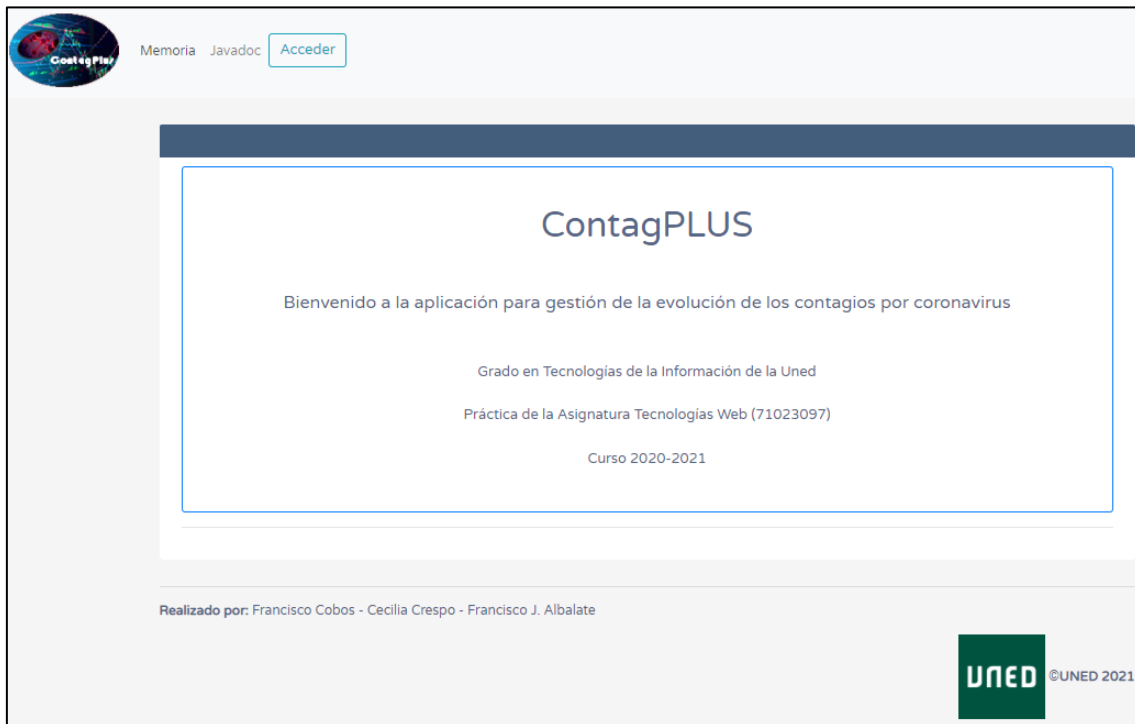 ContagPlus
Memoria Javadoc Acceder
ContagPLUS
Bienvenido a la aplicación para gestión de la evolución de los contagios por coronavirus
Grado en Tecnologías de la Información de la Uned
Práctica de la Asignatura Tecnologías Web (71023097)
Curso 2020-2021
Realizado por: Francisco Cobos - Cecilia Crespo - Francisco J. Albalate
UNED ©UNED 2021